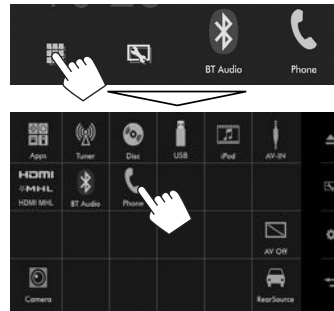 BT Audio Phone
Apps Tuner Disc USB iPod AV-IN
HDMI
MHL
HDMI MHL BT Audio Phone
AV Off
Camera RearSource